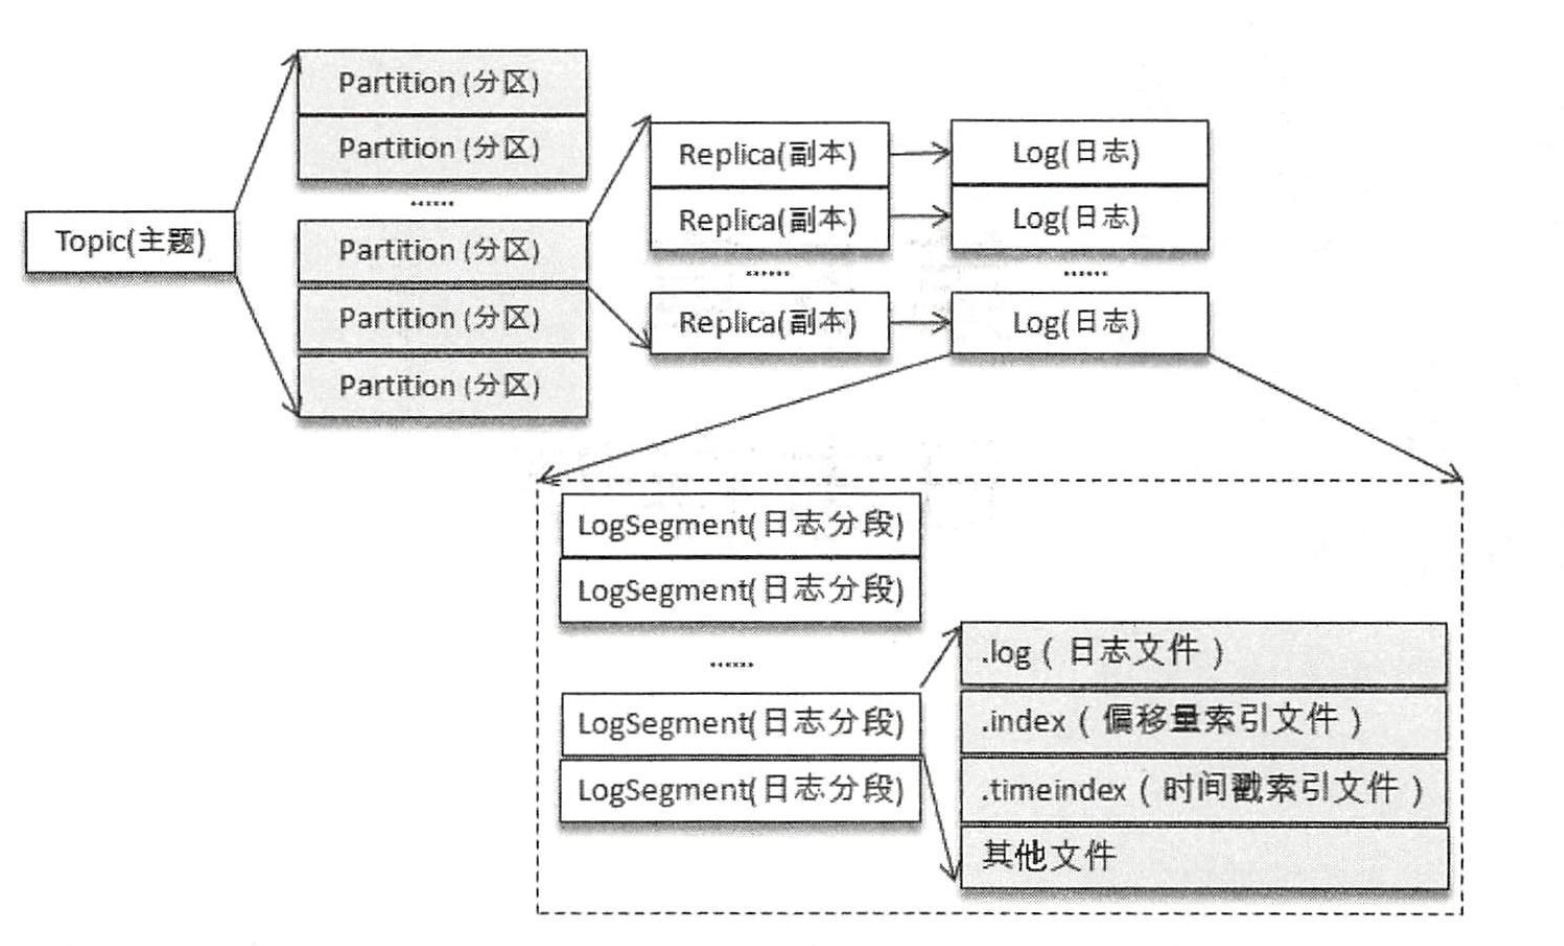 Topic(主题)
Partition (分区)
Partition (分区)
······
Partition (分区)
Partition (分区)
Partition (分区)
Replica(副本)
Replica(副本)
······
Replica(副本)
Log(日志)
Log(日志)
······
Log(日志)
LogSegment(日志分段)
LogSegment(日志分段)
······
LogSegment(日志分段)
LogSegment(日志分段)
.log（日志文件）
.index（偏移量索引文件）
.timeindex（时间戳索引文件）
其他文件